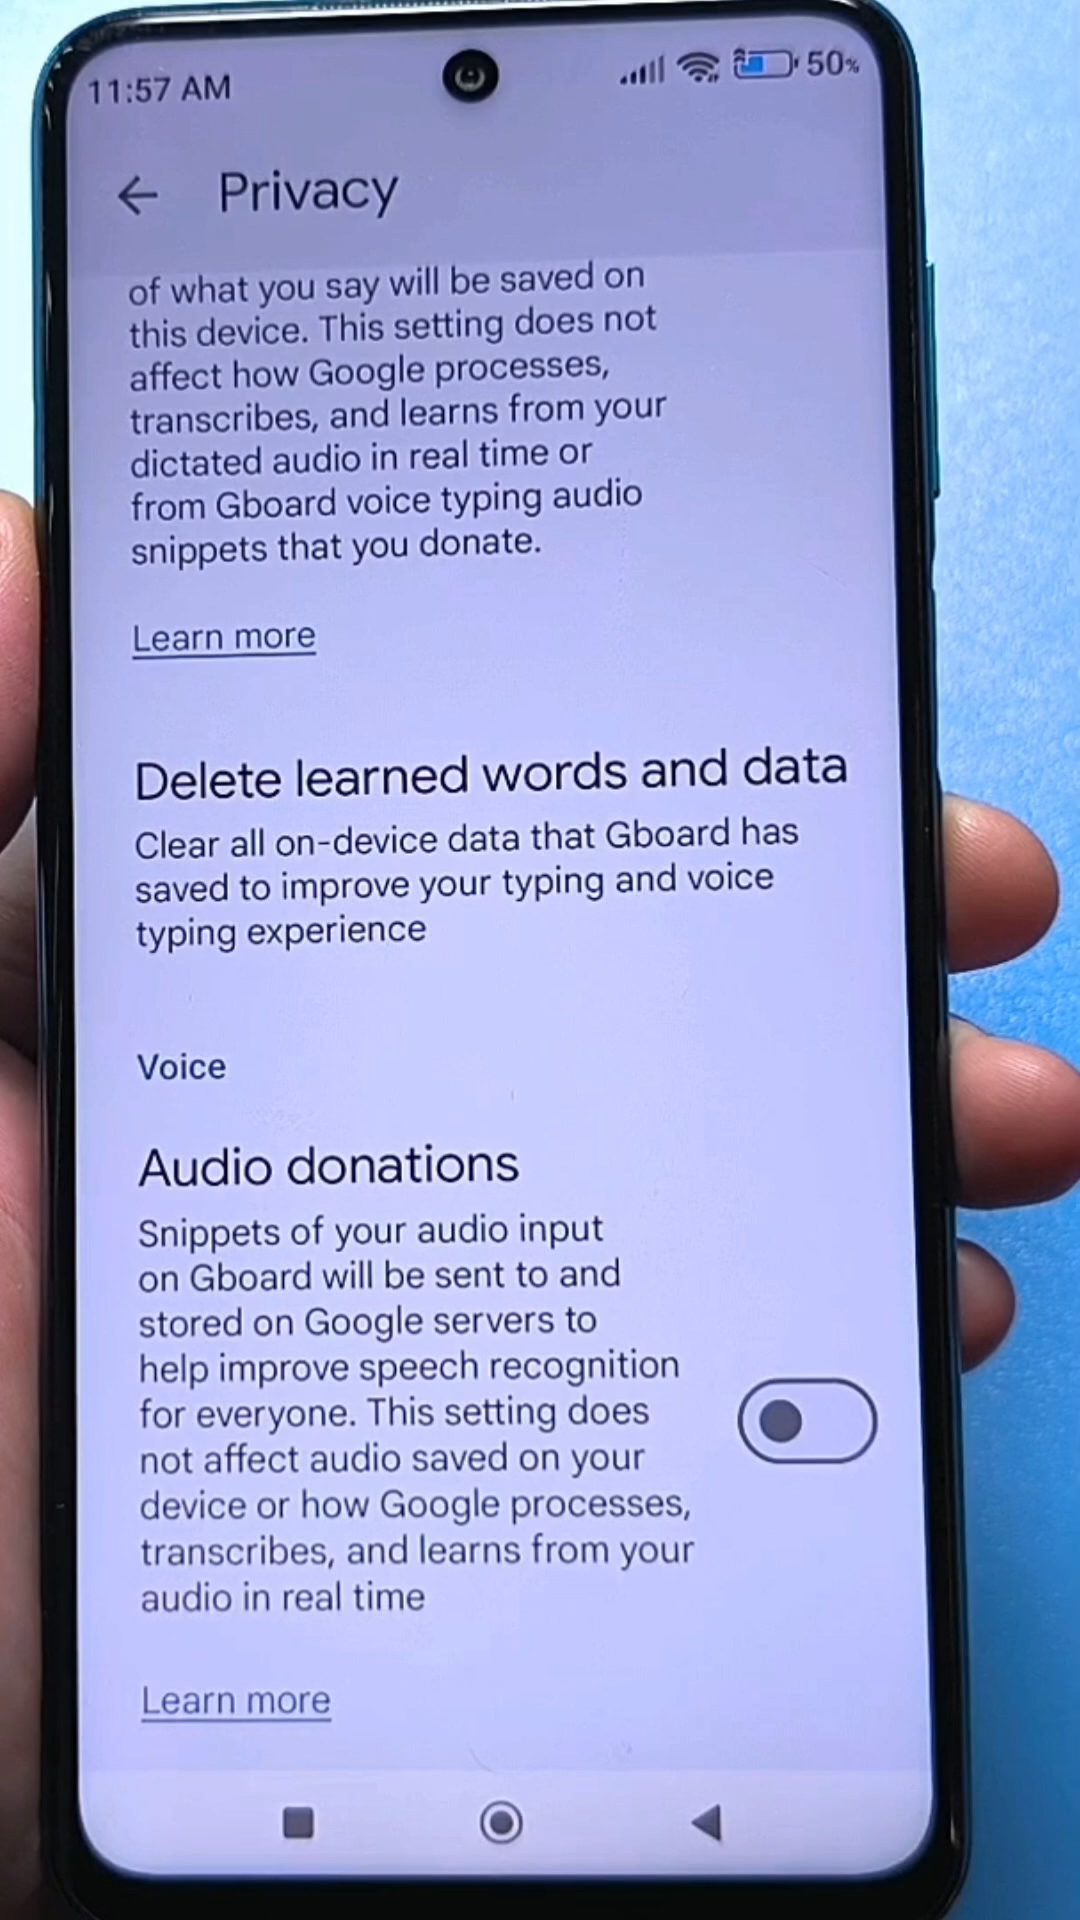 11:57 AM
50%
Privacy
of what you say will be saved on
this device. This setting does not
affect how Google processes,
transcribes, and learns from your
dictated audio in real time or
from Gboard voice typing audio
snippets that you donate.
Learn more
Delete learned words and data
Clear all on-device data that Gboard has
saved to improve your typing and voice
typing experience
Voice
Audio donations
Snippets of your audio input
on Gboard will be sent to and
stored on Google servers to
help improve speech recognition
for everyone. This setting does
not affect audio saved on your
device or how Google processes,
transcribes, and learns from your
audio in real time
Learn more